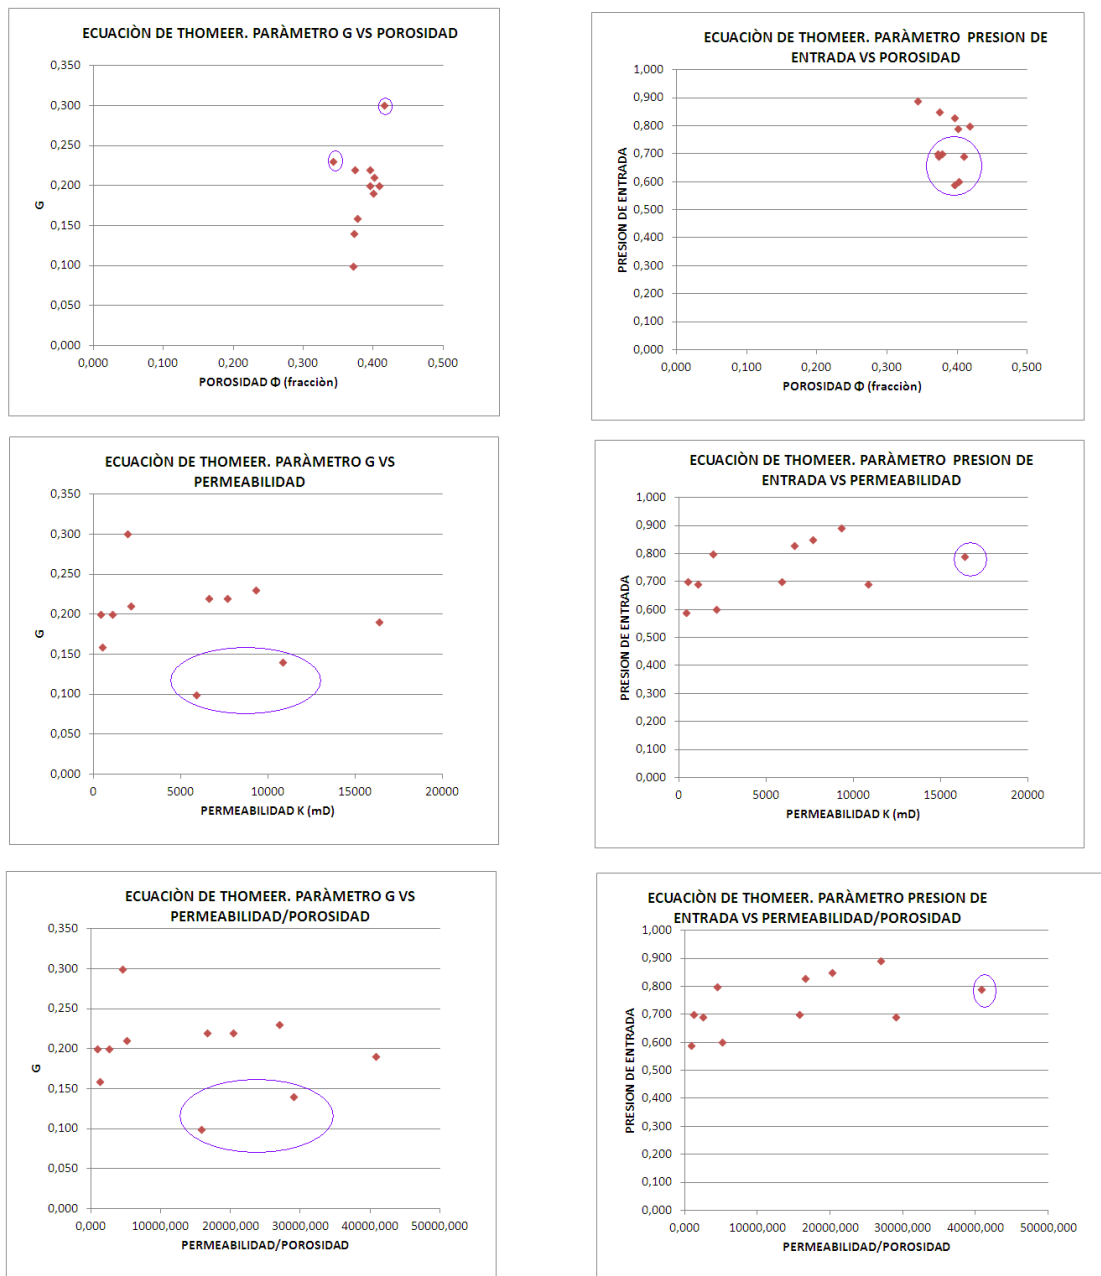 ECUACIÒN DE THOMEER. PARÀMETRO G VS POROSIDAD
0,350
0,300
0,250
0,200
0,150
0,100
0,050
0,000
G
0,000 0,100 0,200 0,300 0,400 0,500
POROSIDAD Φ (fracciòn)
ECUACIÒN DE THOMEER. PARÀMETRO PRESION DE
ENTRADA VS POROSIDAD
1,000
0,900
0,800
0,700
0,600
0,500
0,400
0,300
0,200
0,100
0,000
PRESION DE ENTRADA
0,000 0,100 0,200 0,300 0,400 0,500
POROSIDAD Φ (fracciòn)
ECUACIÒN DE THOMEER. PARÀMETRO G VS
PERMEABILIDAD
0,350
0,300
0,250
0,200
0,150
0,100
0,050
0,000
G
0 5000 10000 15000 20000
PERMEABILIDAD K (mD)
ECUACIÒN DE THOMEER. PARÀMETRO PRESION DE
ENTRADA VS PERMEABILIDAD
1,000
0,900
0,800
0,700
0,600
0,500
0,400
0,300
0,200
0,100
0,000
PRESION DE ENTRADA
0 5000 10000 15000 20000
PERMEABILIDAD K (mD)
ECUACIÒN DE THOMEER. PARÀMETRO G VS
PERMEABILIDAD/POROSIDAD
0,350
0,300
0,250
0,200
0,150
0,100
0,050
0,000
G
0,000 10000,000 20000,000 30000,000 40000,000 50000,000
PERMEABILIDAD/POROSIDAD
ECUACIÒN DE THOMEER. PARÀMETRO PRESION DE
ENTRADA VS PERMEABILIDAD/POROSIDAD
1,000
0,900
0,800
0,700
0,600
0,500
0,400
0,300
0,200
0,100
0,000
PRESION DE ENTRADA
0,000 10000,000 20000,000 30000,000 40000,000 50000,000
PERMEABILIDAD/POROSIDAD